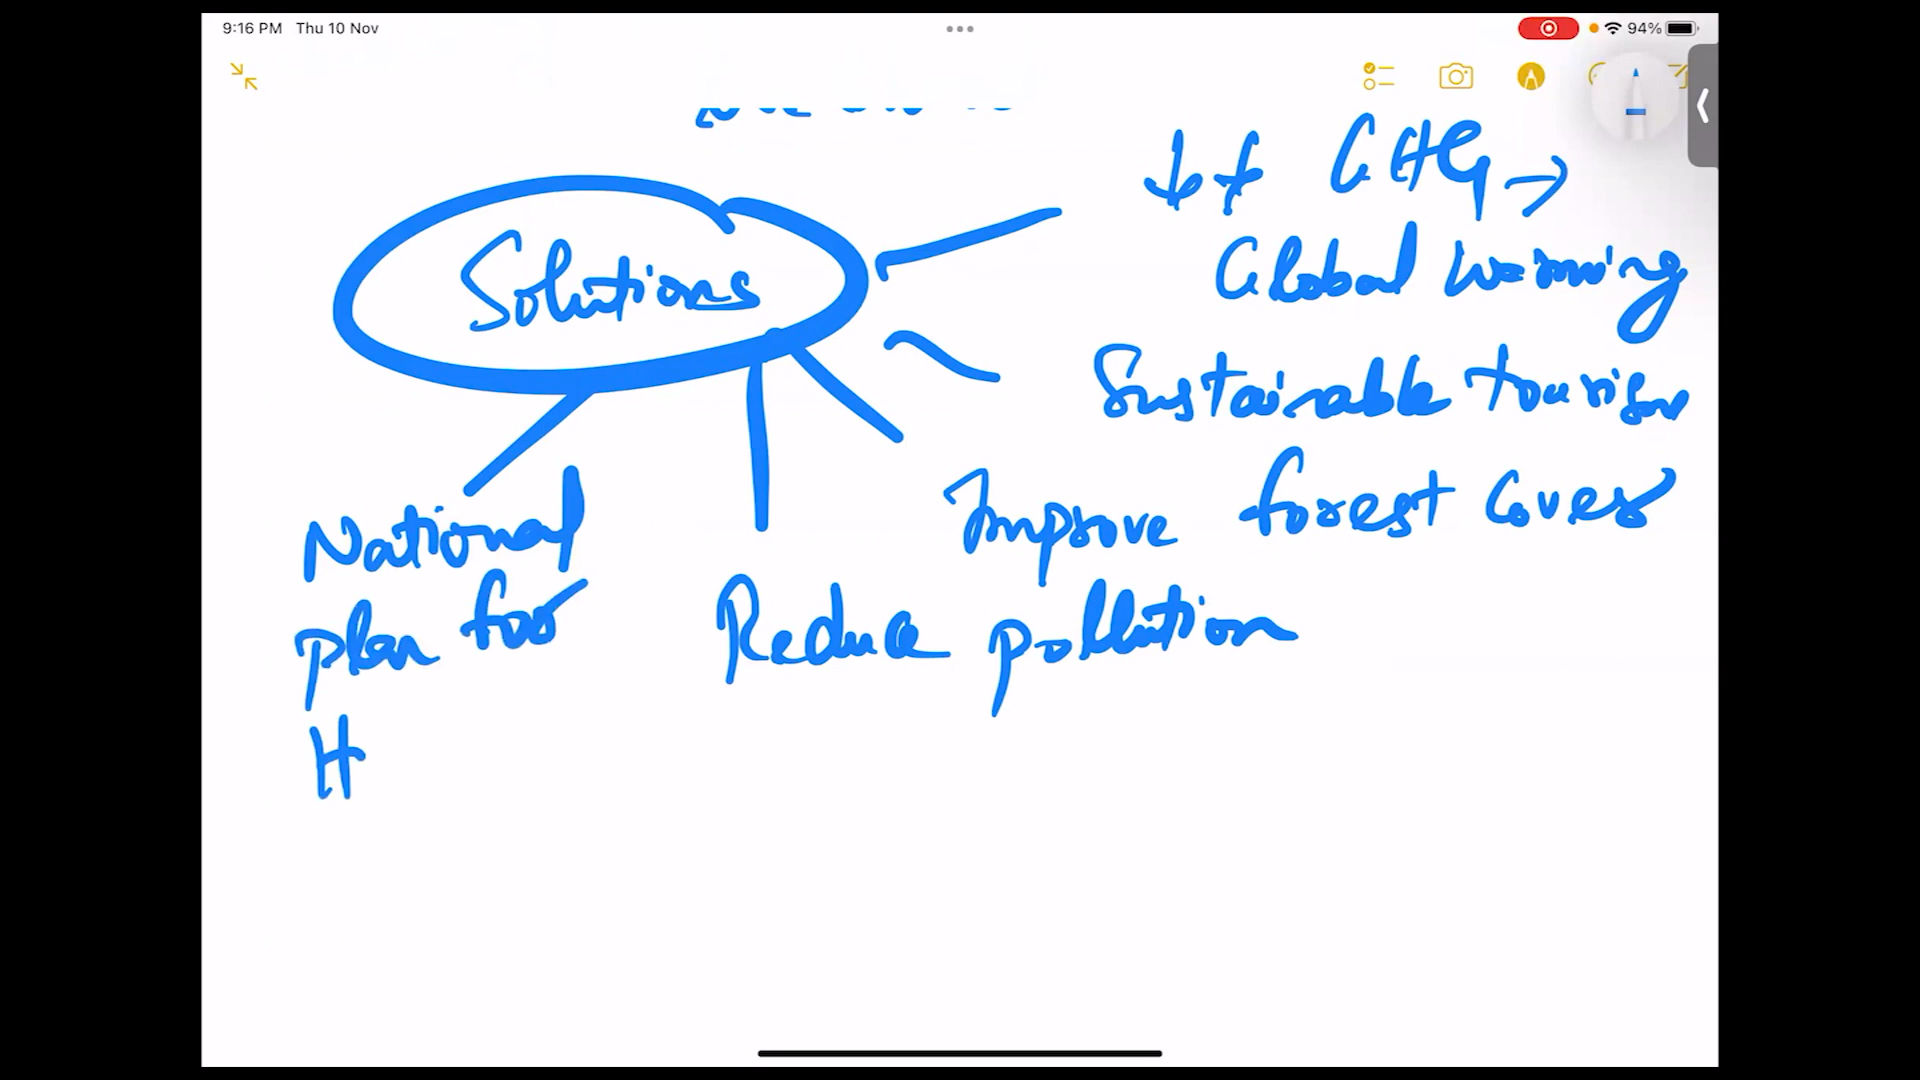 9:16 PM Thu 10 Nov
94%
↓↓ GHG →
Global warming
Solutions
Sustainable tourism
Improve forest cover
National
plan for
H
Reduce pollution